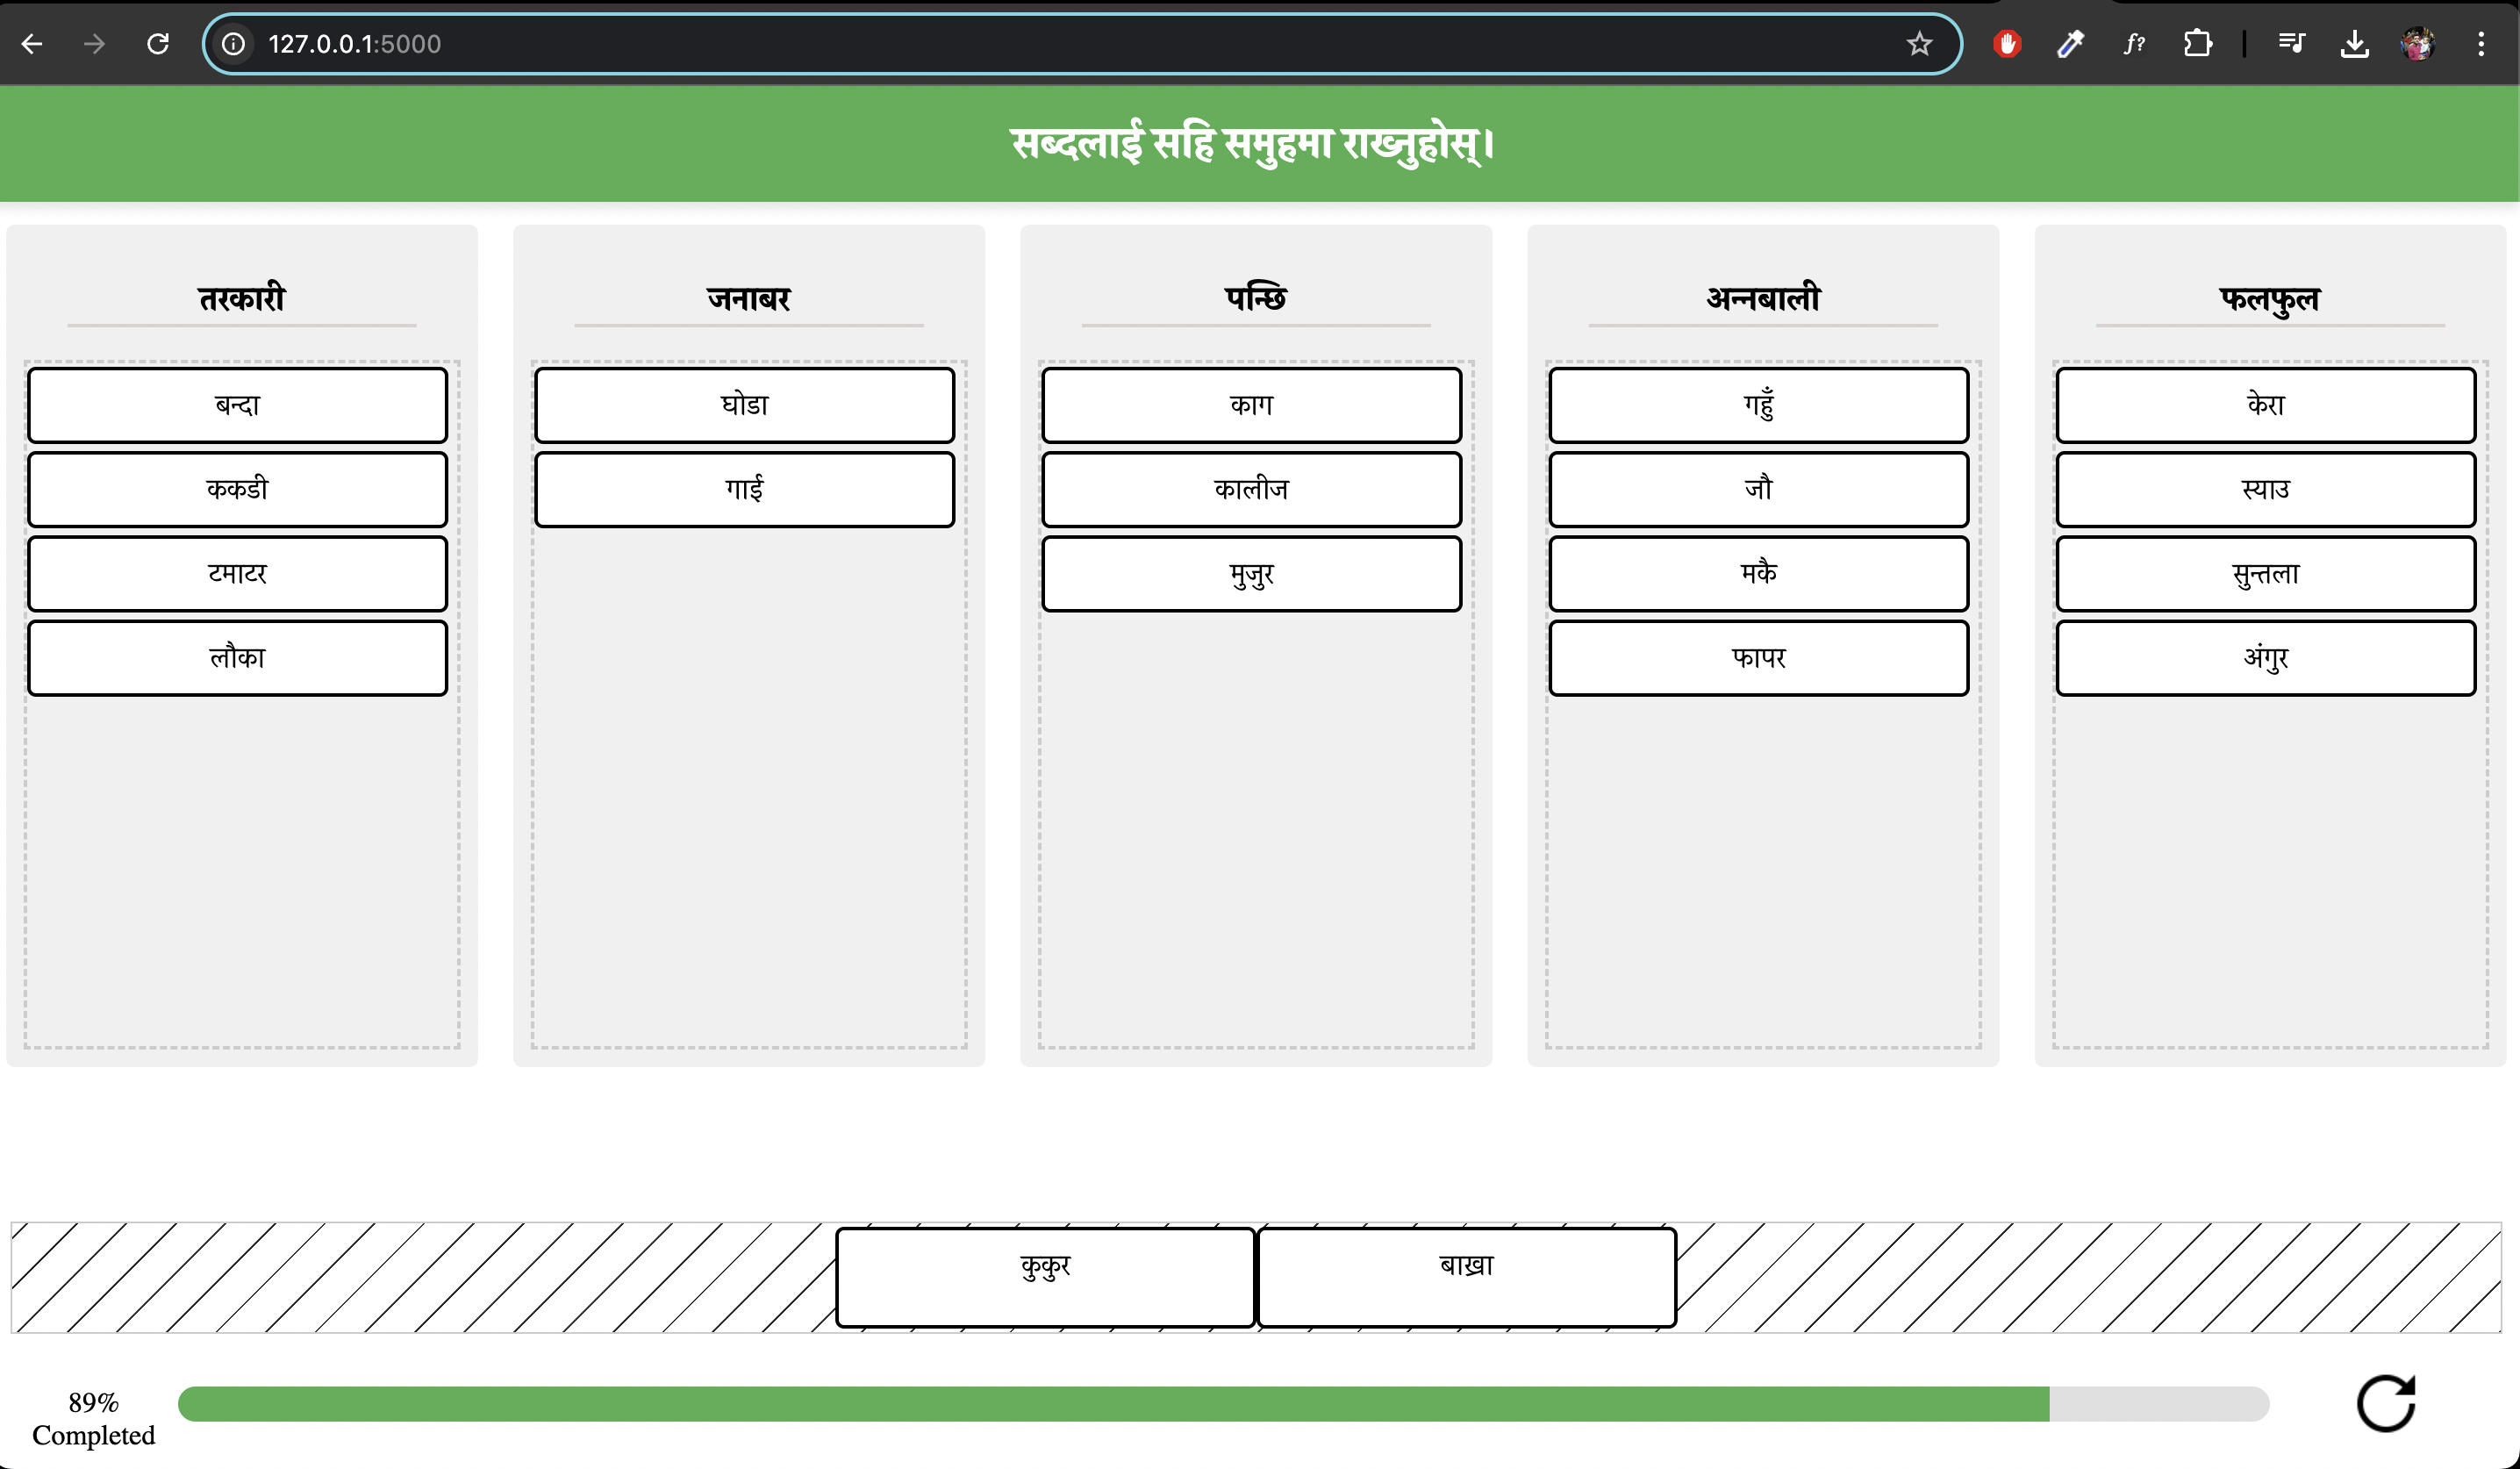 127.0.0.1:5000
f?
सब्दलाई सहि समुहमा राख्नुहोस्।
तरकारी
बन्दा
ककडी
टमाटर
लौका
जनाबर
घोडा
गाई
पन्छि
काग
कालीज
मुजुर
अन्नबाली
गहुँ
जौ
मकै
फापर
फलफुल
केरा
स्याउ
सुन्तला
अंगुर
कुकुर
बाख्रा
89%
Completed